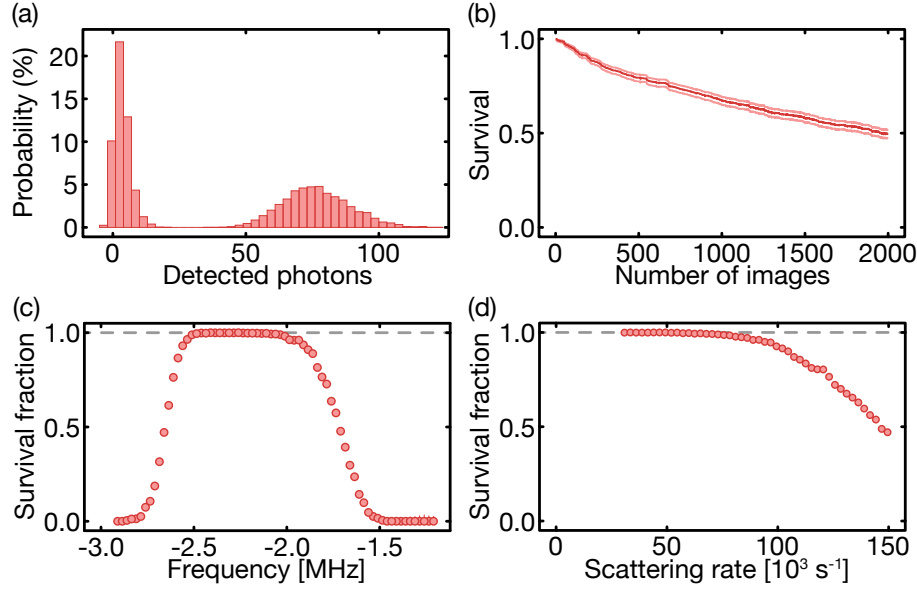 (a)
Probability (%)
20
15
10
5
0
0
50
100
Detected photons
(b)
Survival
1.0
0.5
0.0
0
500
1000
1500
2000
Number of images
(c)
Survival fraction
1.0
0.5
0.0
-3.0
-2.5
-2.0
-1.5
Frequency [MHz]
(d)
Survival fraction
1.0
0.5
0.0
0
50
100
150
Scattering rate [10³ s⁻¹]